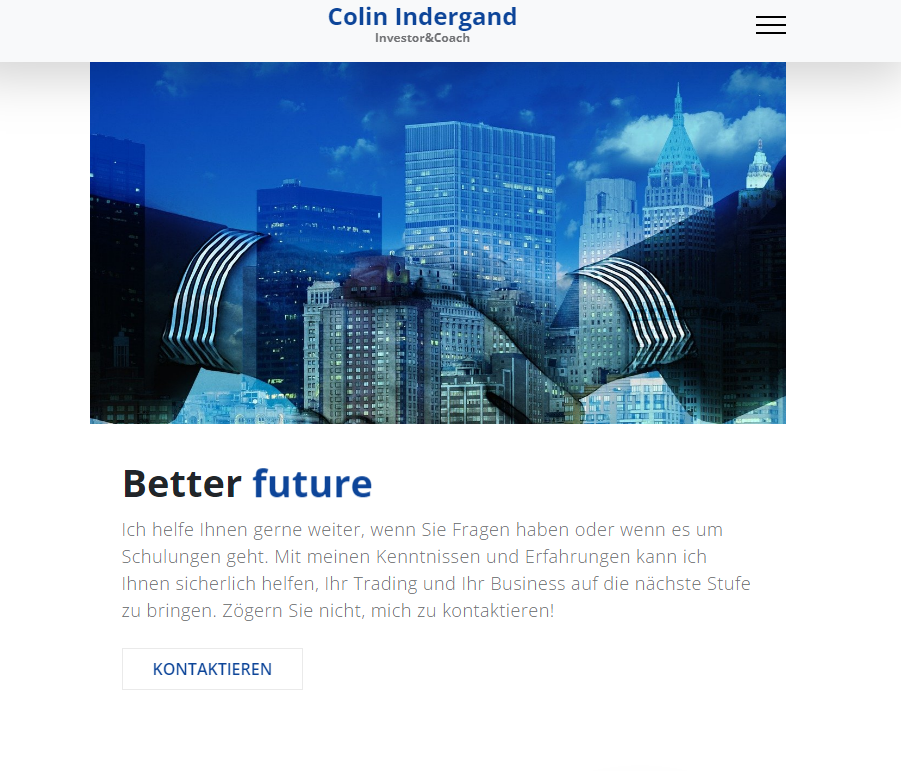 Colin Indergand
Investor&Coach
Better future
Ich helfe Ihnen gerne weiter, wenn Sie Fragen haben oder wenn es um
Schulungen geht. Mit meinen Kenntnissen und Erfahrungen kann ich
Ihnen sicherlich helfen, Ihr Trading und Ihr Business auf die nächste Stufe
zu bringen. Zögern Sie nicht, mich zu kontaktieren!
KONTAKTIEREN